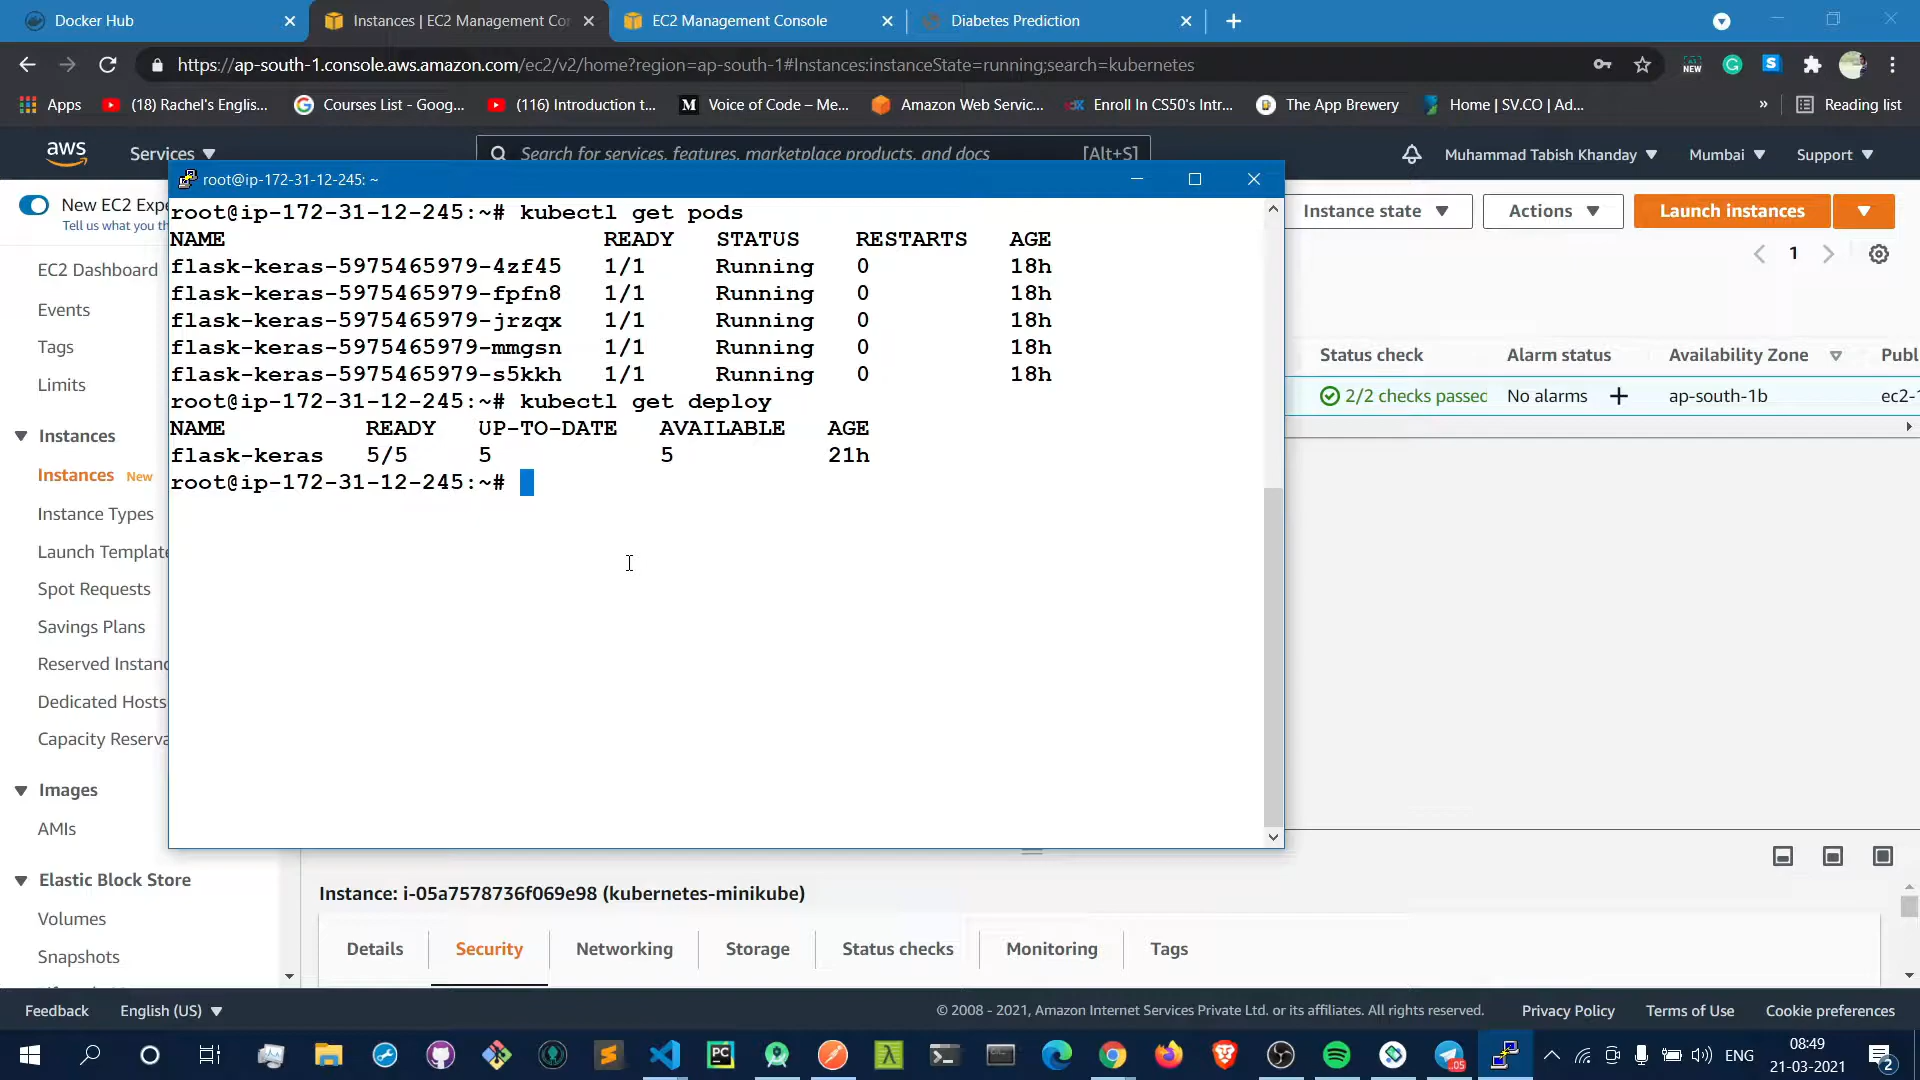 Docker Hub
Instances | EC2 Management Co
EC2 Management Console
Diabetes Prediction
https://ap-south-1.console.aws.amazon.com/ec2/v2/home?region=ap-south-1#Instances:instanceState=running;search=kubernetes
NEW
Apps
(18) Rachel's Englis...
Courses List - Goog...
(116) Introduction t...
Voice of Code – Me...
Amazon Web Servic...
Enroll In CS50's Intr...
The App Brewery
Home | SV.CO | Ad...
»
Reading list
aws
Services
Search for services, features, marketplace products, and docs
[Alt+S]
Muhammad Tabish Khanday
Mumbai
Support
New EC2 Expe
Tell us what you th
EC2 Dashboard
Events
Tags
Limits
Instances
Instances New
Instance Types
Launch Template
Spot Requests
Savings Plans
Reserved Instanc
Dedicated Hosts
Capacity Reserva
Images
AMIs
Elastic Block Store
Volumes
Snapshots
root@ip-172-31-12-245: ~
root@ip-172-31-12-245:~# kubectl get pods
NAME READY STATUS RESTARTS AGE
flask-keras-5975465979-4zf45 1/1 Running 0 18h
flask-keras-5975465979-fpfn8 1/1 Running 0 18h
flask-keras-5975465979-jrzqx 1/1 Running 0 18h
flask-keras-5975465979-mmgsn 1/1 Running 0 18h
flask-keras-5975465979-s5kkh 1/1 Running 0 18h
root@ip-172-31-12-245:~# kubectl get deploy
NAME READY UP-TO-DATE AVAILABLE AGE
flask-keras 5/5 5 5 21h
root@ip-172-31-12-245:~#
Instance state
Actions
Launch instances
1
Status check
Alarm status
Availability Zone
Publ
2/2 checks passed
No alarms
ap-south-1b
ec2-
Instance: i-05a7578736f069e98 (kubernetes-minikube)
Details
Security
Networking
Storage
Status checks
Monitoring
Tags
Feedback
English (US)
© 2008 - 2021, Amazon Internet Services Private Ltd. or its affiliates. All rights reserved.
Privacy Policy
Terms of Use
Cookie preferences
ENG
08:49
21-03-2021
2